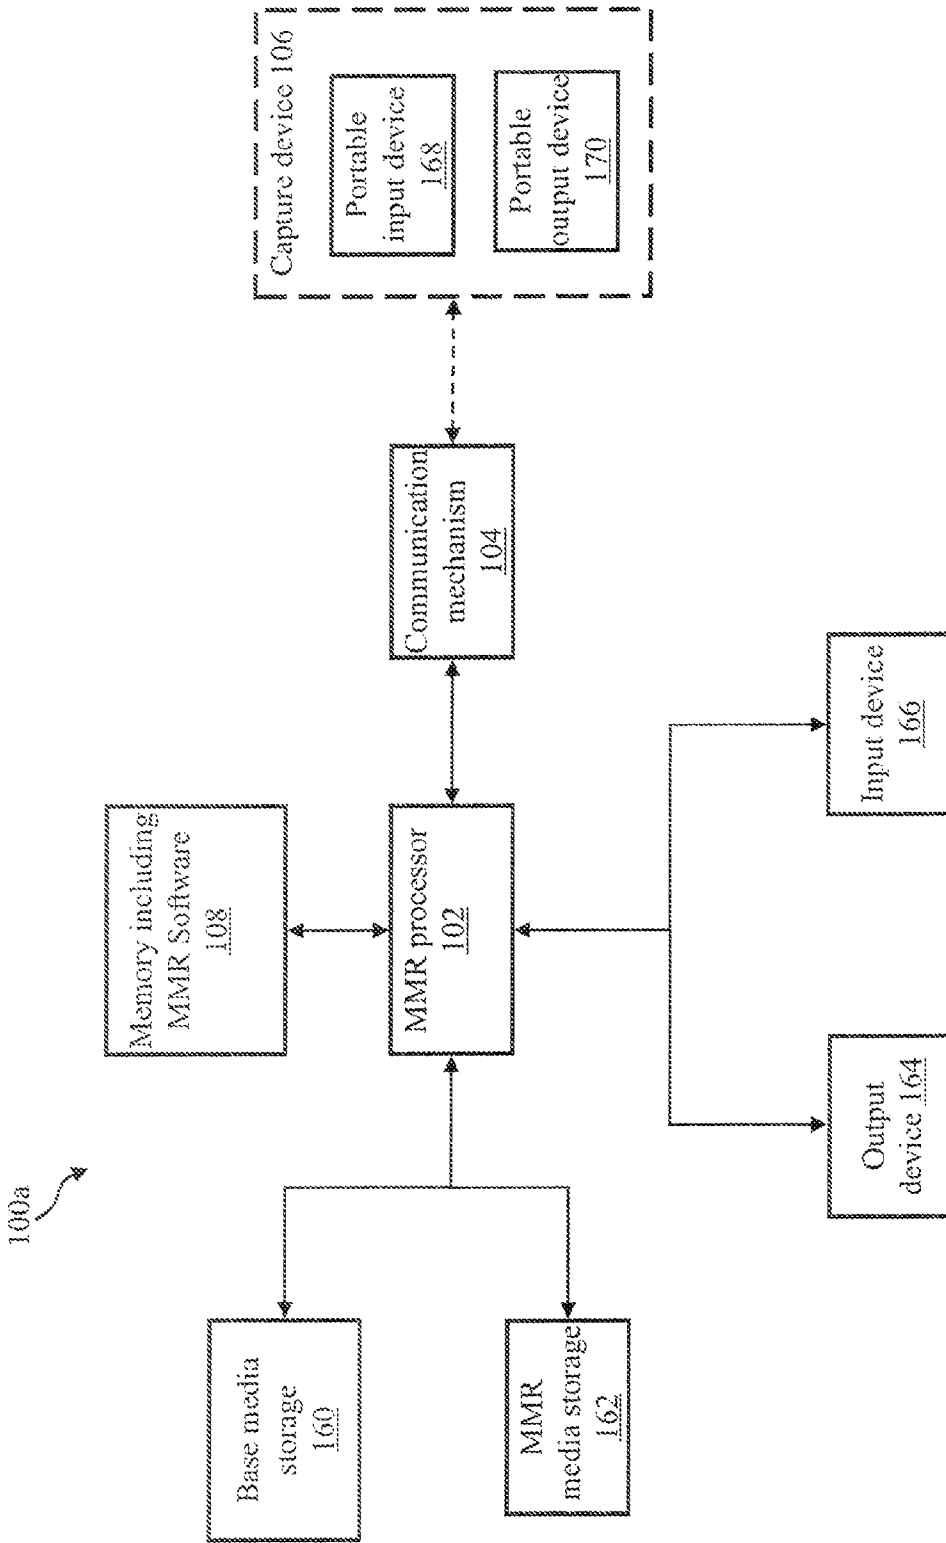 100a
Base media
storage
160
MMR
media storage
162
Memory including
MMR Software
108
MMR processor
102
Output
device 164
Input device
166
Communication
mechanism
104
Capture device 106
Portable
input device
168
Portable
output device
170